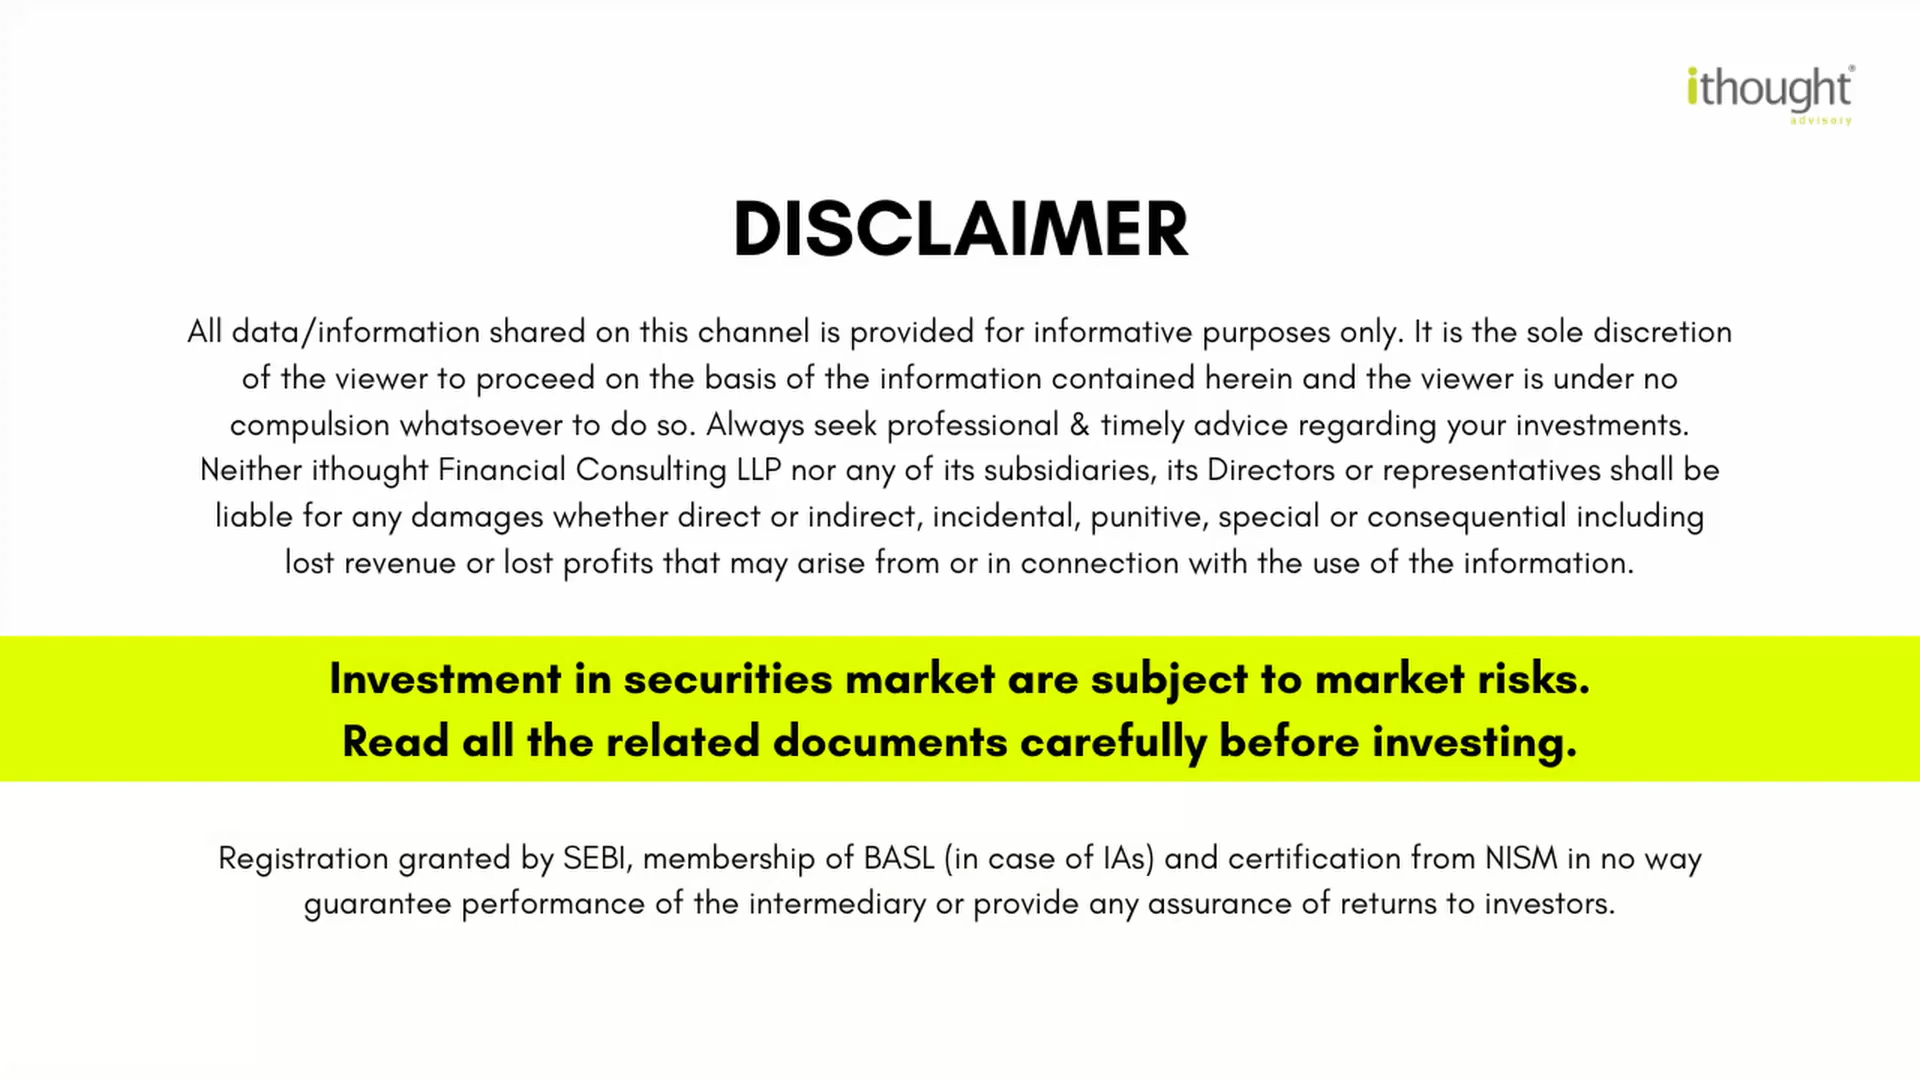 ithought®
advisory
DISCLAIMER
All data/information shared on this channel is provided for informative purposes only. It is the sole discretion
of the viewer to proceed on the basis of the information contained herein and the viewer is under no
compulsion whatsoever to do so. Always seek professional & timely advice regarding your investments.
Neither ithought Financial Consulting LLP nor any of its subsidiaries, its Directors or representatives shall be
liable for any damages whether direct or indirect, incidental, punitive, special or consequential including
lost revenue or lost profits that may arise from or in connection with the use of the information.
Investment in securities market are subject to market risks.
Read all the related documents carefully before investing.
Registration granted by SEBI, membership of BASL (in case of IAs) and certification from NISM in no way
guarantee performance of the intermediary or provide any assurance of returns to investors.